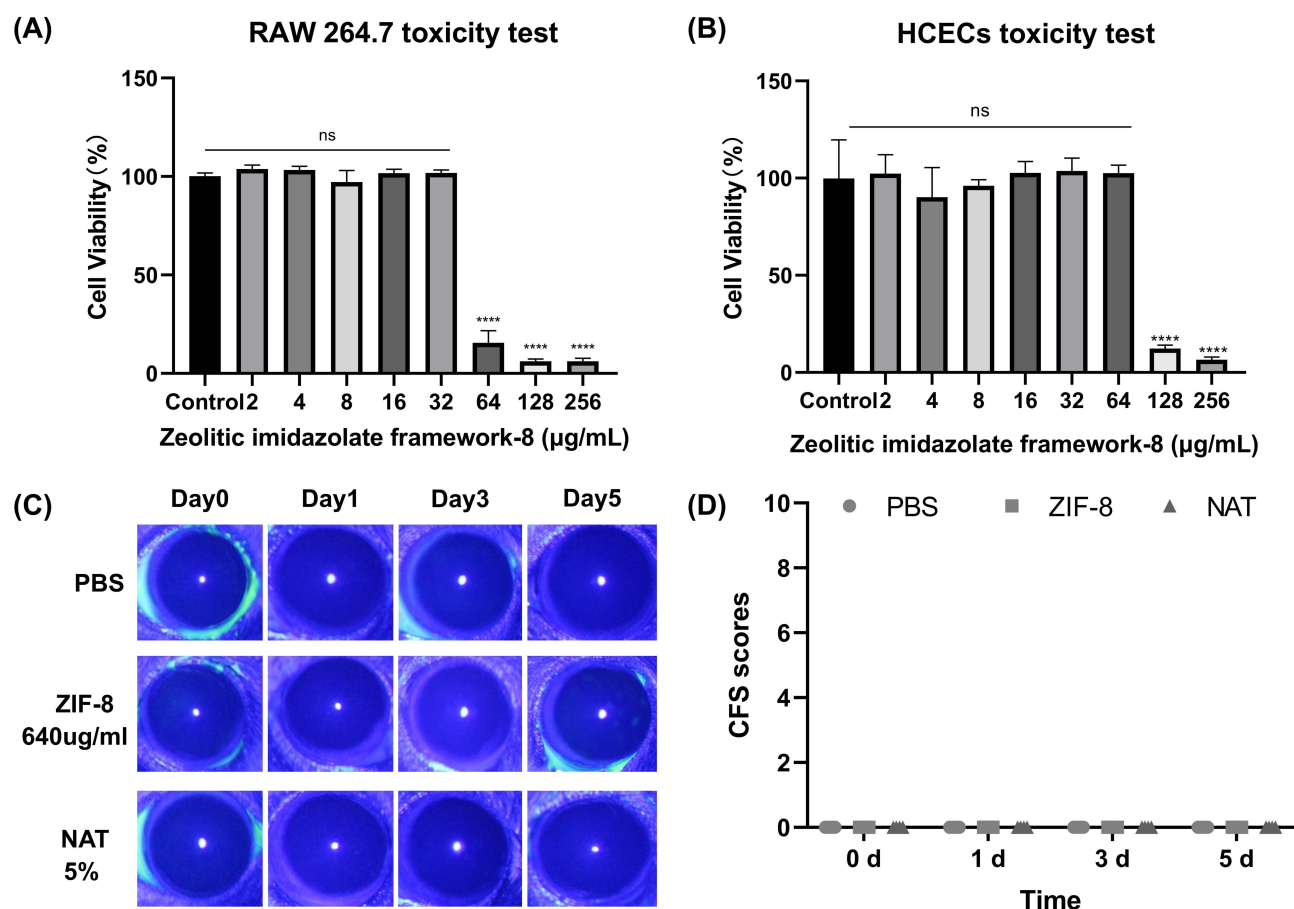 (A)
RAW 264.7 toxicity test
150
100
50
0
Cell Viability(%)
ns
****
****
****
Control 2 4 8 16 32 64 128 256
Zeolitic imidazolate framework-8 (μg/mL)
(B)
HCECs toxicity test
150
100
50
0
Cell Viability(%)
ns
****
****
Control 2 4 8 16 32 64 128 256
Zeolitic imidazolate framework-8 (μg/mL)
(C)
Day0 Day1 Day3 Day5
PBS
ZIF-8
640ug/ml
NAT
5%
(D)
PBS ZIF-8 NAT
10
8
6
4
2
0
CFS scores
0 d 1 d 3 d 5 d
Time